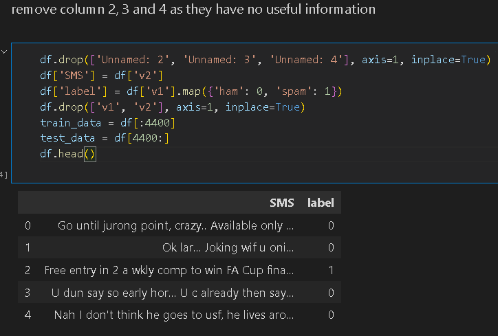 remove column 2, 3 and 4 as they have no useful information
df.drop(['Unnamed: 2', 'Unnamed: 3', 'Unnamed: 4'], axis=1, inplace=True)
df['SMS'] = df['v2']
df['label'] = df['v1'].map({'ham': 0, 'spam': 1})
df.drop(['v1', 'v2'], axis=1, inplace=True)
train_data = df[:4400]
test_data = df[4400:]
df.head()
4]
SMS label
0 Go until jurong point, crazy.. Available only ... 0
1 Ok lar... Joking wif u oni... 0
2 Free entry in 2 a wkly comp to win FA Cup fina... 1
3 U dun say so early hor... U c already then say... 0
4 Nah I don't think he goes to usf, he lives aro... 0